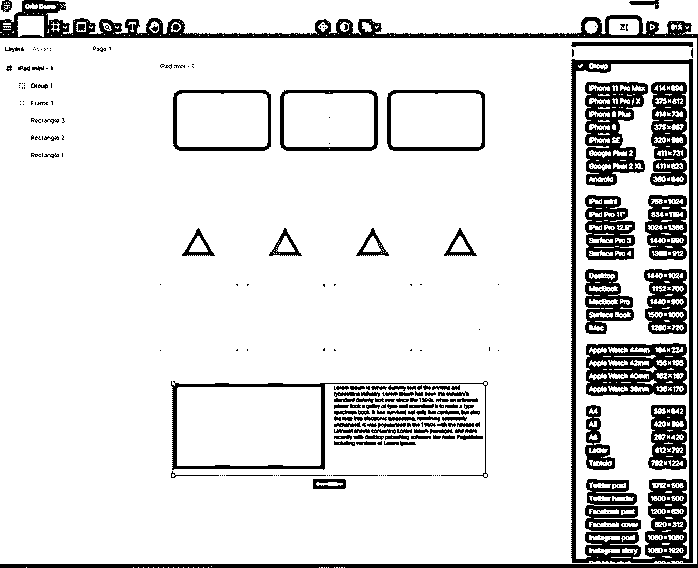 Grid Demo
Layers
Assets
Page 1
iPad mini - 1
Group 1
Frame 1
Rectangle 3
Rectangle 2
Rectangle 1
Group
iPhone 11 Pro Max 414×896
iPhone 11 Pro / X 375×812
iPhone 8 Plus 414×736
iPhone 8 375×667
iPhone SE 320×568
Google Pixel 2 411×731
Google Pixel 2 XL 411×823
Android 360×640
iPad mini 768×1024
iPad Pro 11" 834×1194
iPad Pro 12.9" 1024×1366
Surface Pro 3 1440×990
Surface Pro 4 1368×912
Desktop 1440×1024
MacBook 1152×700
MacBook Pro 1440×900
Surface Book 1500×1000
iMac 1280×720
Apple Watch 44mm 184×224
Apple Watch 42mm 156×195
Apple Watch 40mm 162×197
Apple Watch 38mm 136×170
A4 595×842
A5 420×595
A6 297×420
Letter 612×792
Tabloid 792×1224
Twitter post 1012×506
Twitter header 1500×500
Facebook post 1200×630
Facebook cover 820×312
Instagram post 1080×1080
Instagram story 1080×1920
Lorem Ipsum is simply dummy text of the printing and
typesetting industry. Lorem Ipsum has been the industry's
standard dummy text ever since the 1500s, when an unknown
printer took a galley of type and scrambled it to make a type
specimen book. It has survived not only five centuries, but also
the leap into electronic typesetting, remaining essentially
unchanged. It was popularised in the 1960s with the release of
Letraset sheets containing Lorem Ipsum passages, and more
recently with desktop publishing software like Aldus PageMaker
including versions of Lorem Ipsum.